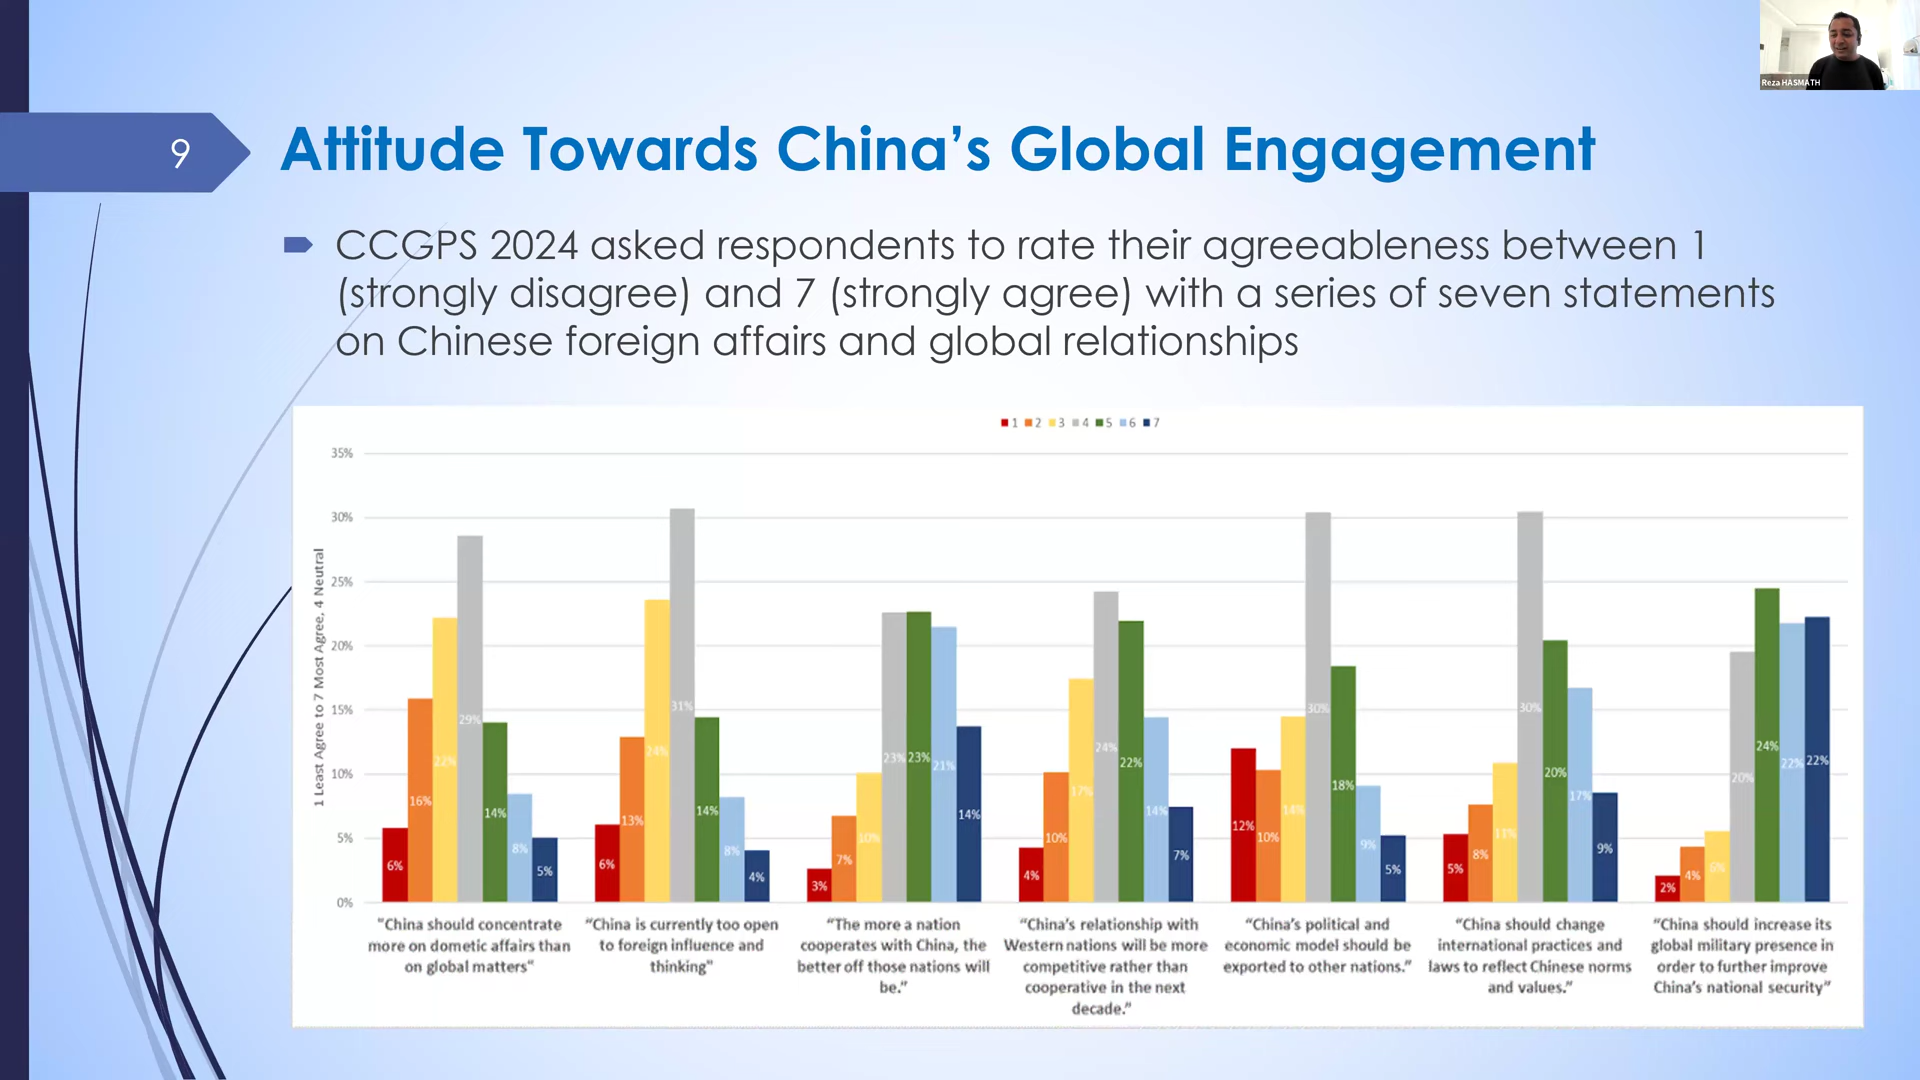 Reza HASMATH
9
Attitude Towards China's Global Engagement
CCGPS 2024 asked respondents to rate their agreeableness between 1
(strongly disagree) and 7 (strongly agree) with a series of seven statements
on Chinese foreign affairs and global relationships
1 2 3 4 5 6 7
1 Least Agree to 7 Most Agree, 4 Neutral
35%
30%
25%
20%
15%
10%
5%
0%
6% 16% 22% 29% 14% 8% 5%
6% 13% 24% 31% 14% 8% 4%
3% 7% 10% 23% 23% 21% 14%
4% 10% 17% 24% 22% 14% 7%
12% 10% 14% 30% 18% 9% 5%
5% 8% 11% 30% 20% 17% 9%
2% 4% 6% 20% 24% 22% 22%
"China should concentrate
more on dometic affairs than
on global matters"
"China is currently too open
to foreign influence and
thinking"
"The more a nation
cooperates with China, the
better off those nations will
be."
"China's relationship with
Western nations will be more
competitive rather than
cooperative in the next
decade."
"China's political and
economic model should be
exported to other nations."
"China should change
international practices and
laws to reflect Chinese norms
and values."
"China should increase its
global military presence in
order to further improve
China's national security"